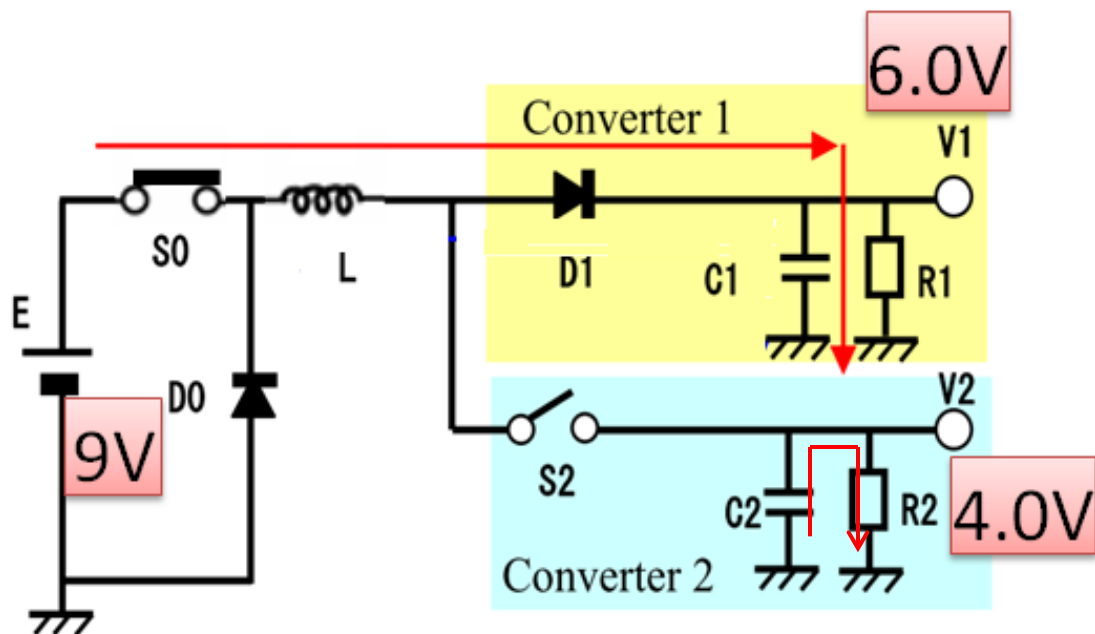 6.0V
Converter 1
V1
S0
L
D1
C1
R1
E
D0
9V
V2
S2
C2
R2
4.0V
Converter 2